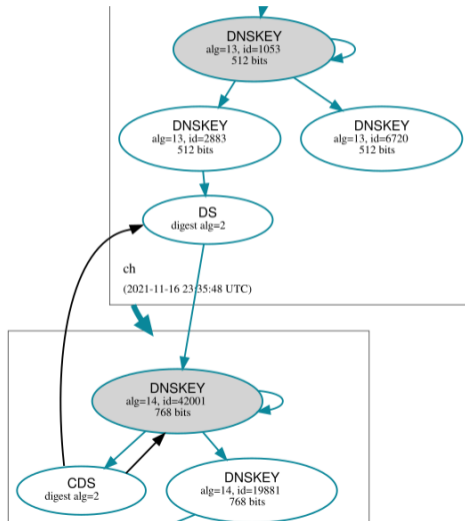 DNSKEY
alg=13, id=1053
512 bits
DNSKEY
alg=13, id=2883
512 bits
DNSKEY
alg=13, id=6720
512 bits
DS
digest alg=2
ch
(2021-11-16 23:35:48 UTC)
DNSKEY
alg=14, id=42001
768 bits
CDS
digest alg=2
DNSKEY
alg=14, id=19881
768 bits